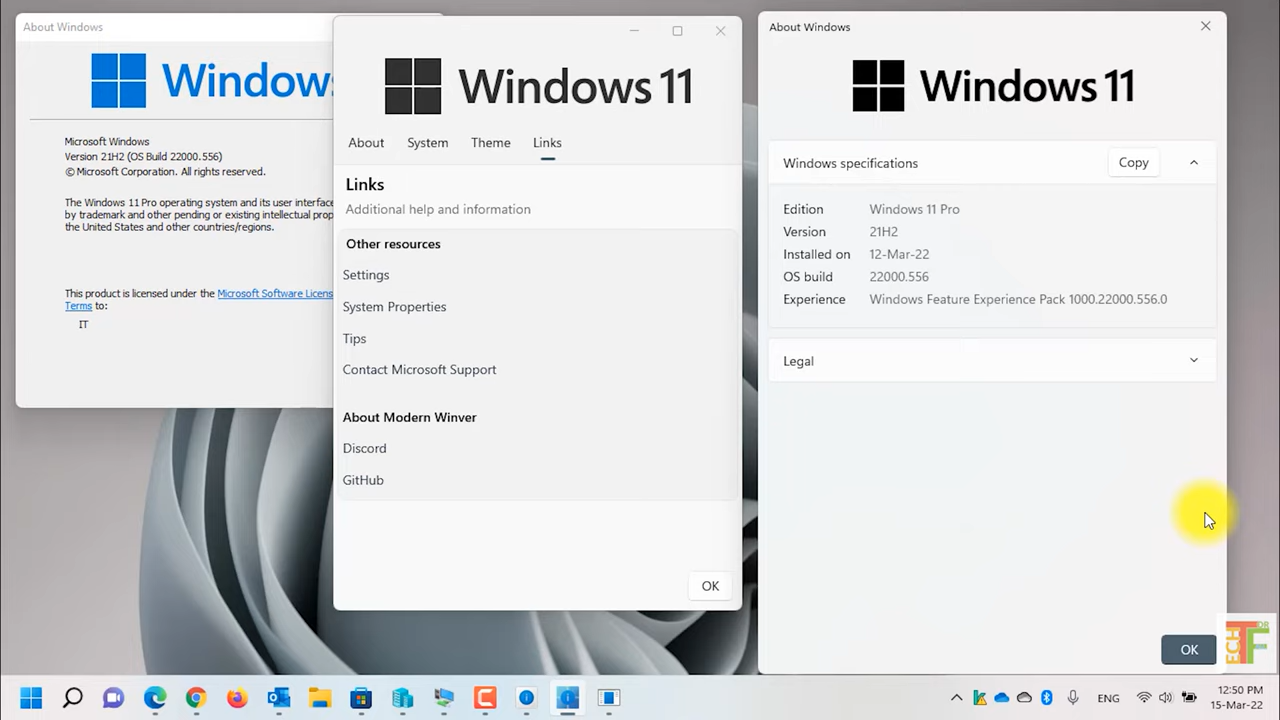 About Windows
Windows
Microsoft Windows
Version 21H2 (OS Build 22000.556)
© Microsoft Corporation. All rights reserved.
The Windows 11 Pro operating system and its user interface
by trademark and other pending or existing intellectual prop
the United States and other countries/regions.
This product is licensed under the Microsoft Software Licens
Terms to:
IT
Windows 11
About System Theme Links
Links
Additional help and information
Other resources
Settings
System Properties
Tips
Contact Microsoft Support
About Modern Winver
Discord
GitHub
OK
About Windows
Windows 11
Windows specifications Copy
Edition Windows 11 Pro
Version 21H2
Installed on 12-Mar-22
OS build 22000.556
Experience Windows Feature Experience Pack 1000.22000.556.0
Legal
OK
TECH FOR
ENG
12:50 PM
15-Mar-22